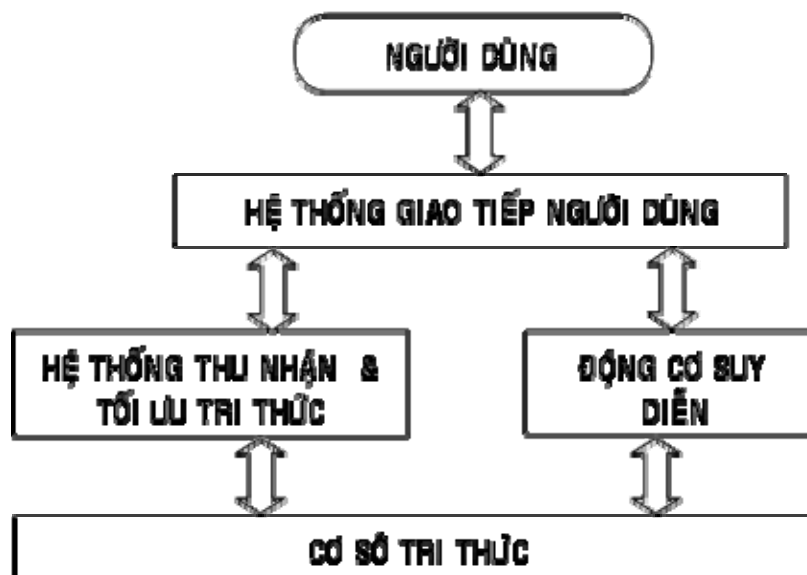 NGƯỜI DÙNG
HỆ THỐNG GIAO TIẾP NGƯỜI DÙNG
HỆ THỐNG THU NHẬN &
TỐI ƯU TRI THỨC
ĐỘNG CƠ SUY
DIỄN
CƠ SỞ TRI THỨC